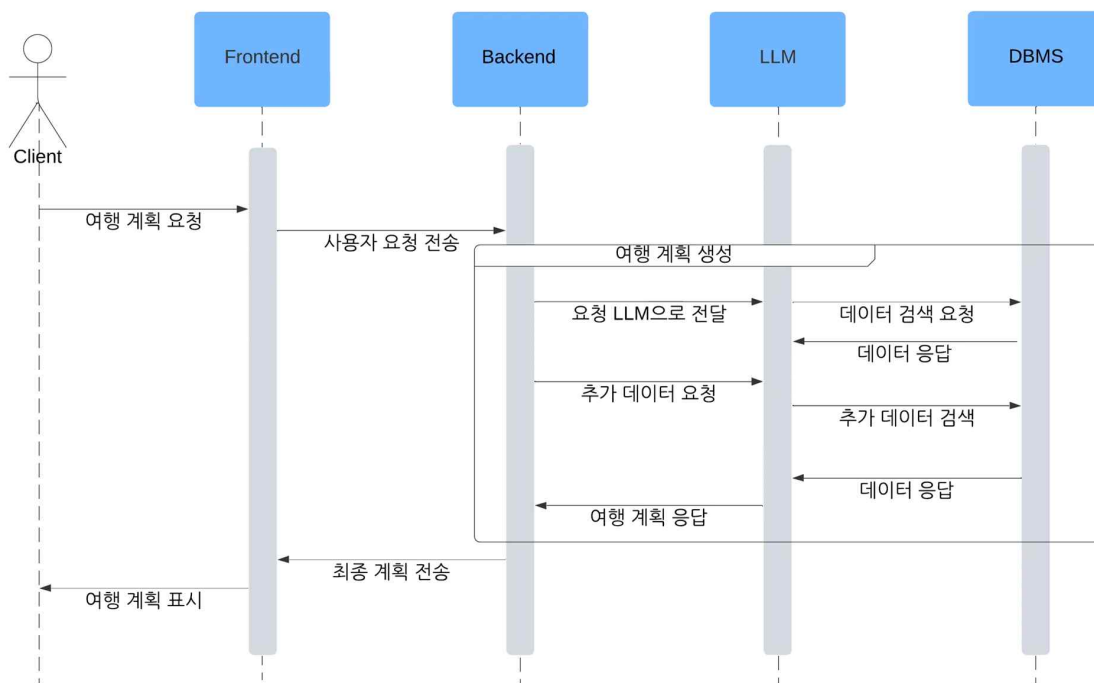 Frontend
Backend
LLM
DBMS
Client
여행 계획 요청
사용자 요청 전송
여행 계획 생성
요청 LLM으로 전달
데이터 검색 요청
데이터 응답
추가 데이터 요청
추가 데이터 검색
데이터 응답
여행 계획 응답
최종 계획 전송
여행 계획 표시